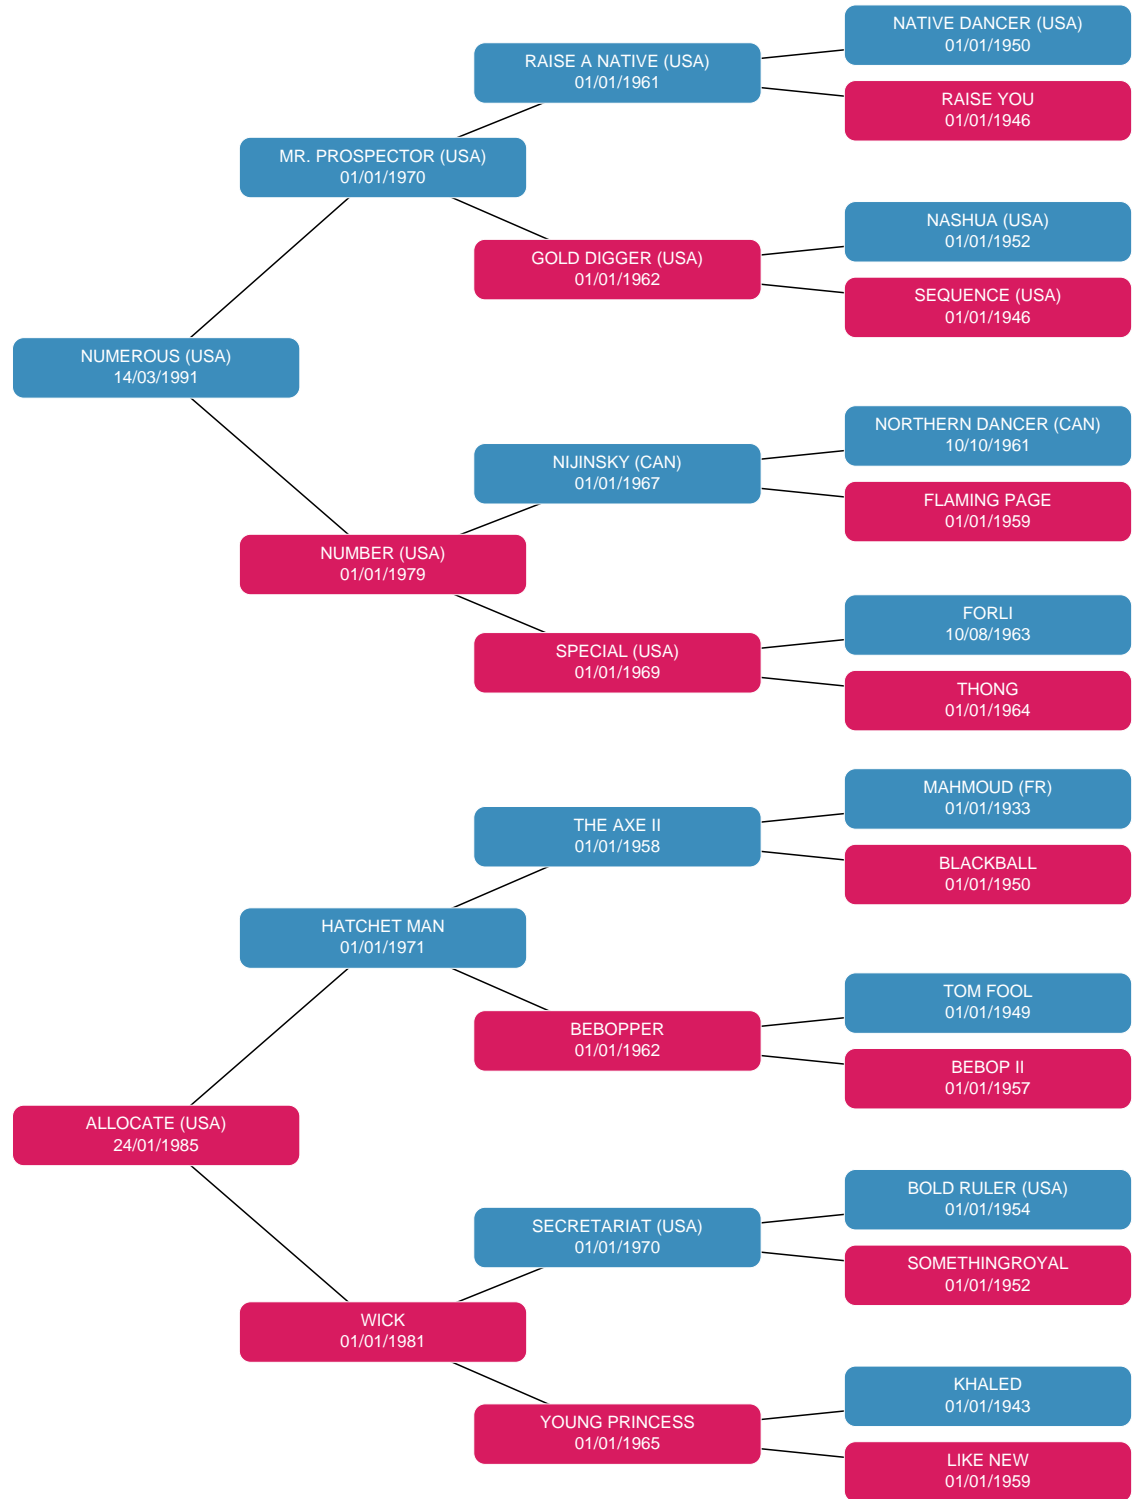 NATIVE DANCER (USA)
01/01/1950
RAISE A NATIVE (USA)
01/01/1961
RAISE YOU
01/01/1946
MR. PROSPECTOR (USA)
01/01/1970
NASHUA (USA)
01/01/1952
GOLD DIGGER (USA)
01/01/1962
SEQUENCE (USA)
01/01/1946
NUMEROUS (USA)
14/03/1991
NORTHERN DANCER (CAN)
10/10/1961
NIJINSKY (CAN)
01/01/1967
FLAMING PAGE
01/01/1959
NUMBER (USA)
01/01/1979
FORLI
10/08/1963
SPECIAL (USA)
01/01/1969
THONG
01/01/1964
MAHMOUD (FR)
01/01/1933
THE AXE II
01/01/1958
BLACKBALL
01/01/1950
HATCHET MAN
01/01/1971
TOM FOOL
01/01/1949
BEBOPPER
01/01/1962
BEBOP II
01/01/1957
ALLOCATE (USA)
24/01/1985
BOLD RULER (USA)
01/01/1954
SECRETARIAT (USA)
01/01/1970
SOMETHINGROYAL
01/01/1952
WICK
01/01/1981
KHALED
01/01/1943
YOUNG PRINCESS
01/01/1965
LIKE NEW
01/01/1959